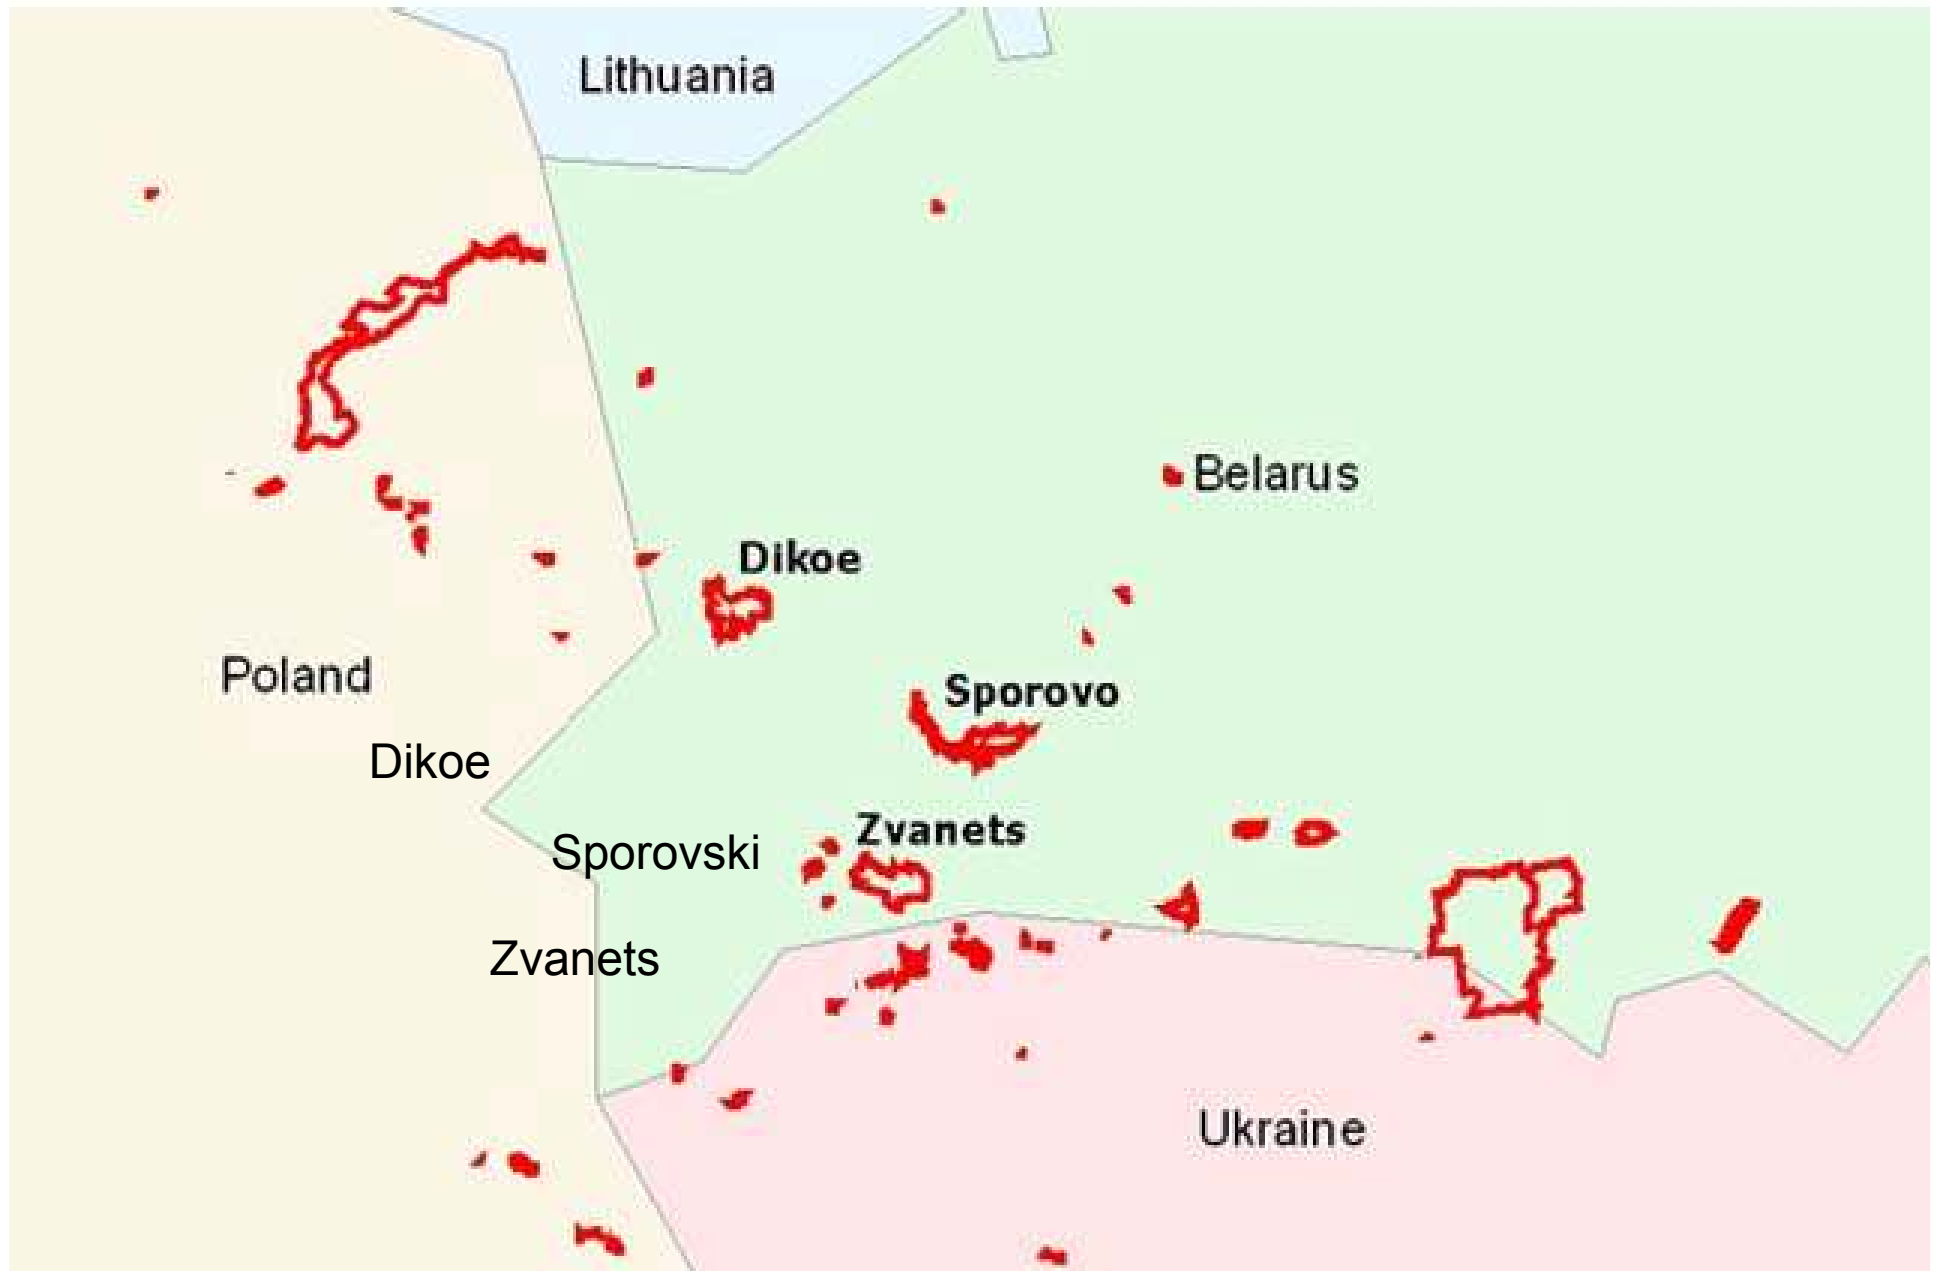 Lithuania
Belarus
Dikoe
Poland
Sporovo
Dikoe
Zvanets
Sporovski
Zvanets
Ukraine